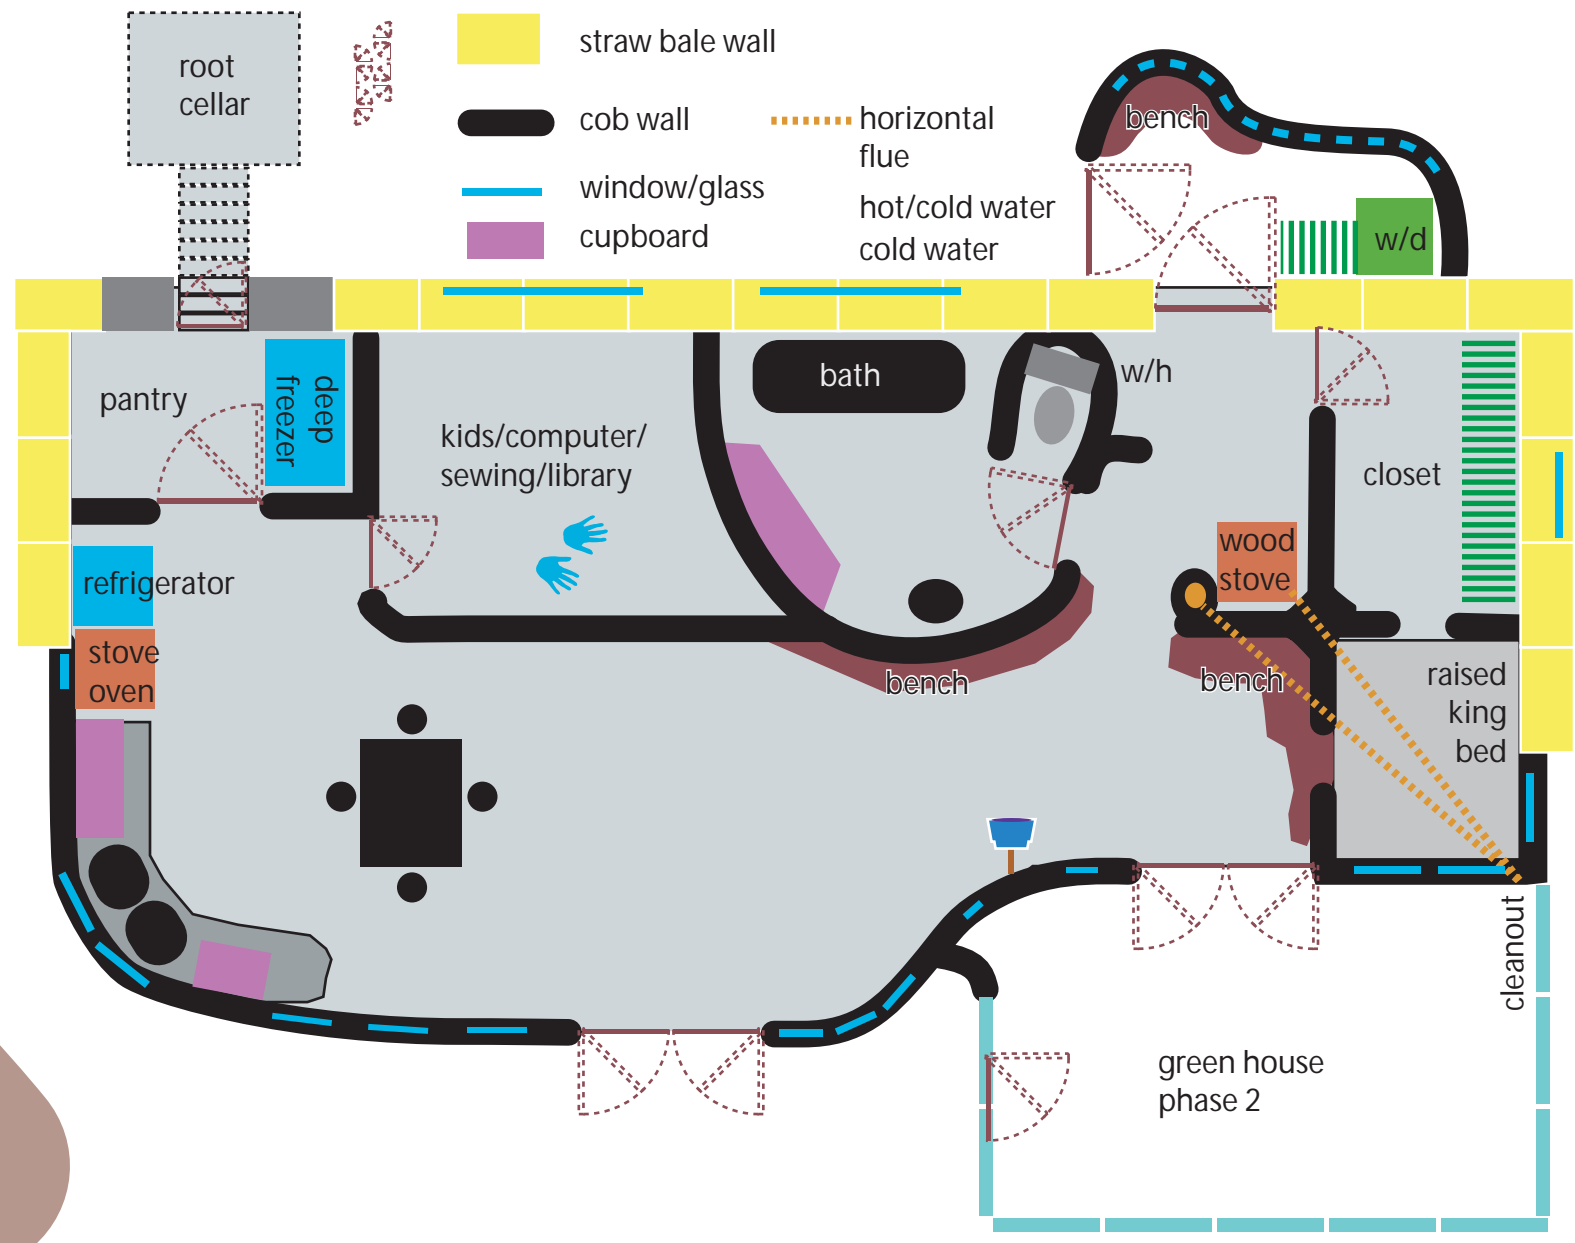 root
cellar
straw bale wall
cob wall
window/glass
cupboard
horizontal
flue
hot/cold water
cold water
bench
w/d
pantry
deep
freezer
kids/computer/
sewing/library
bath
w/h
closet
wood
stove
refrigerator
stove
oven
bench
bench
raised
king
bed
cleanout
green house
phase 2